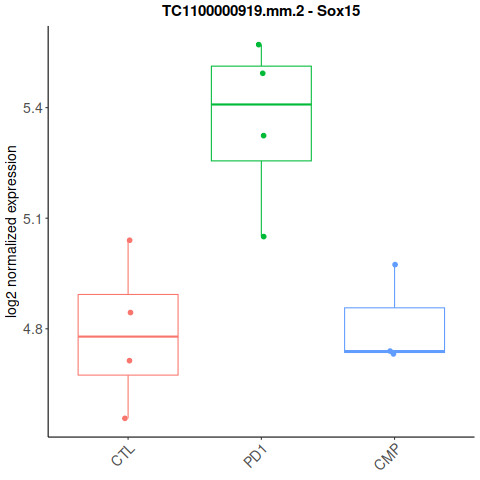 TC1100000919.mm.2 - Sox15
log2 normalized expression
5.4
5.1
4.8
CTL
PD1
CMP